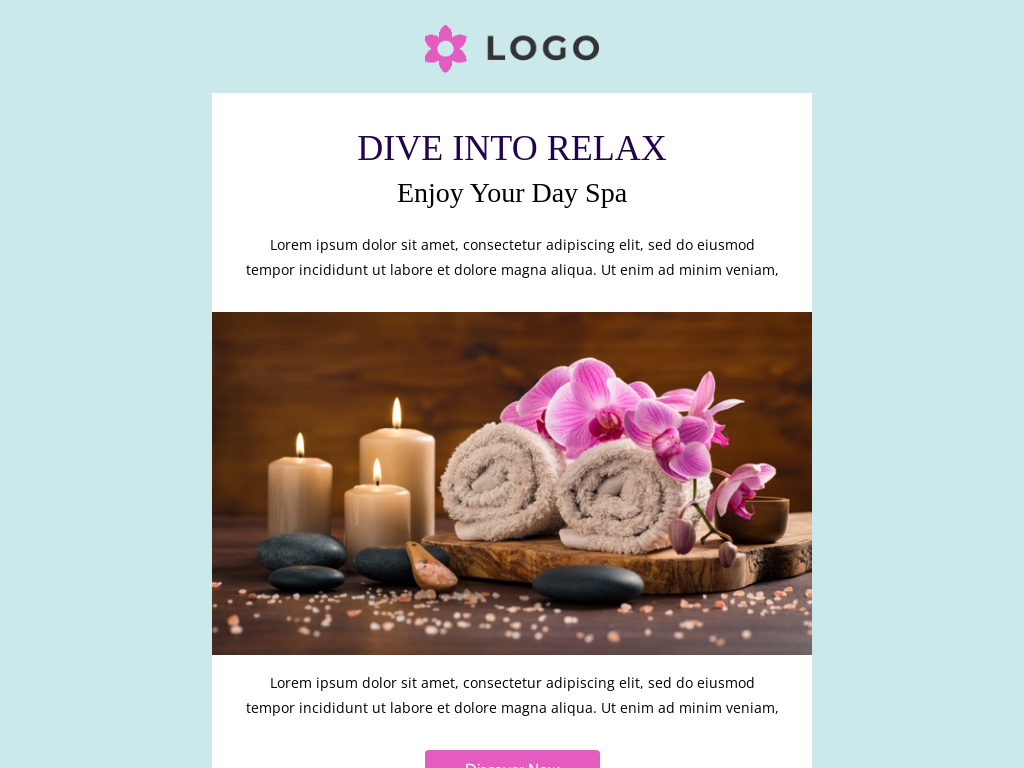 LOGO
DIVE INTO RELAX
Enjoy Your Day Spa
Lorem ipsum dolor sit amet, consectetur adipiscing elit, sed do eiusmod
tempor incididunt ut labore et dolore magna aliqua. Ut enim ad minim veniam,
Lorem ipsum dolor sit amet, consectetur adipiscing elit, sed do eiusmod
tempor incididunt ut labore et dolore magna aliqua. Ut enim ad minim veniam,
Discover Now